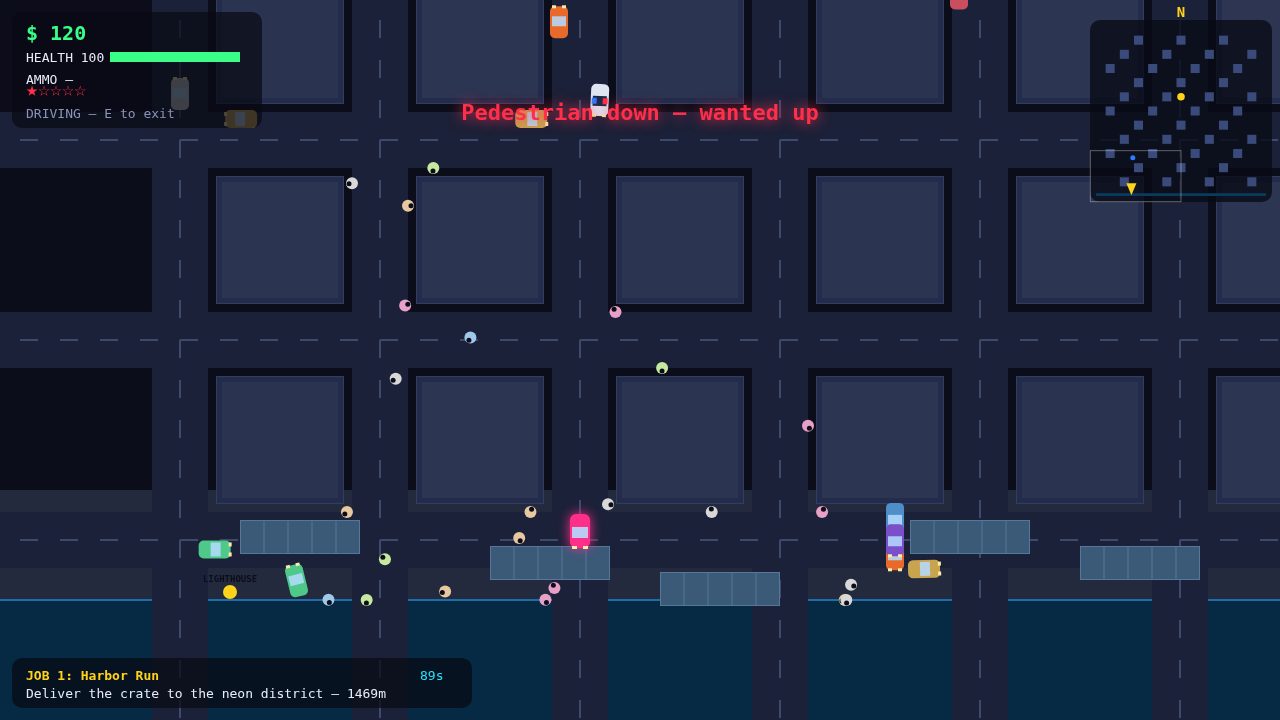 $ 120
HEALTH 100
AMMO —
★☆☆☆☆☆
DRIVING — E to exit
Pedestrian down — wanted up
N
LIGHTHOUSE
JOB 1: Harbor Run 89s
Deliver the crate to the neon district — 1469m